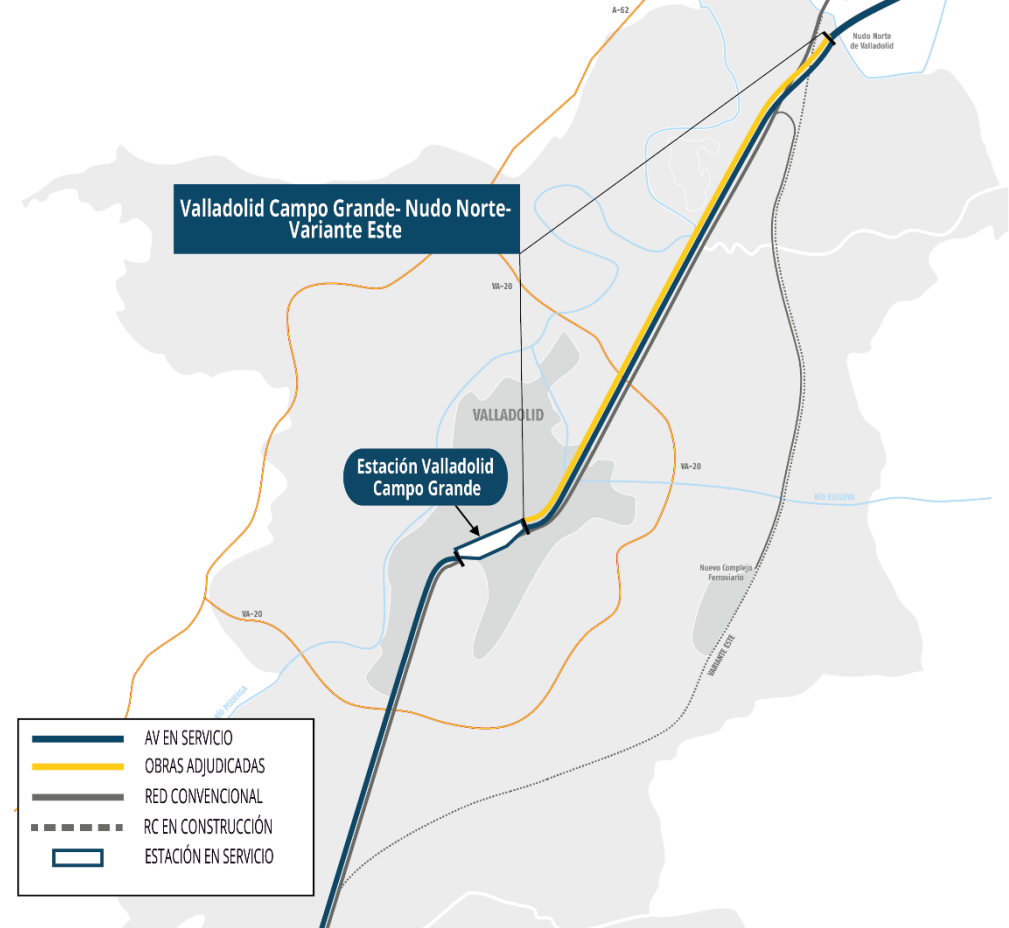 A-62
Nudo Norte
de Valladolid
Valladolid Campo Grande- Nudo Norte-
Variante Este
VA-20
VALLADOLID
Estación Valladolid
Campo Grande
VA-20
RÍO ESGUEVA
Nuevo Complejo
Ferroviario
VA-20
VARIANTE ESTE
RÍO PISUERGA
AV EN SERVICIO
OBRAS ADJUDICADAS
RED CONVENCIONAL
RC EN CONSTRUCCIÓN
ESTACIÓN EN SERVICIO